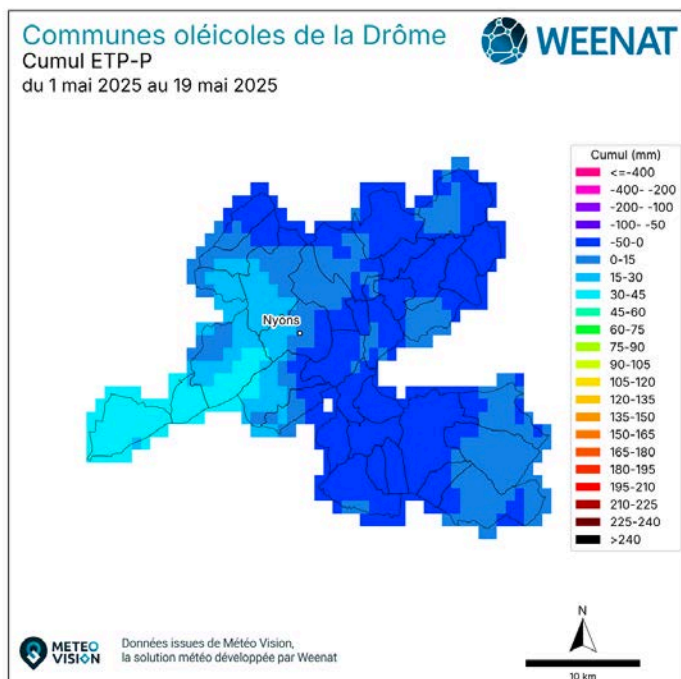 Communes oléicoles de la Drôme
Cumul ETP-P
du 1 mai 2025 au 19 mai 2025
WEENAT
Cumul (mm)
<=-400
-400- -200
-200- -100
-100- -50
-50-0
0-15
15-30
30-45
45-60
60-75
75-90
90-105
105-120
120-135
135-150
150-165
165-180
180-195
195-210
210-225
225-240
>240
Nyons
METEO
VISION
Données issues de Météo Vision,
la solution météo développée par Weenat
N
10 km